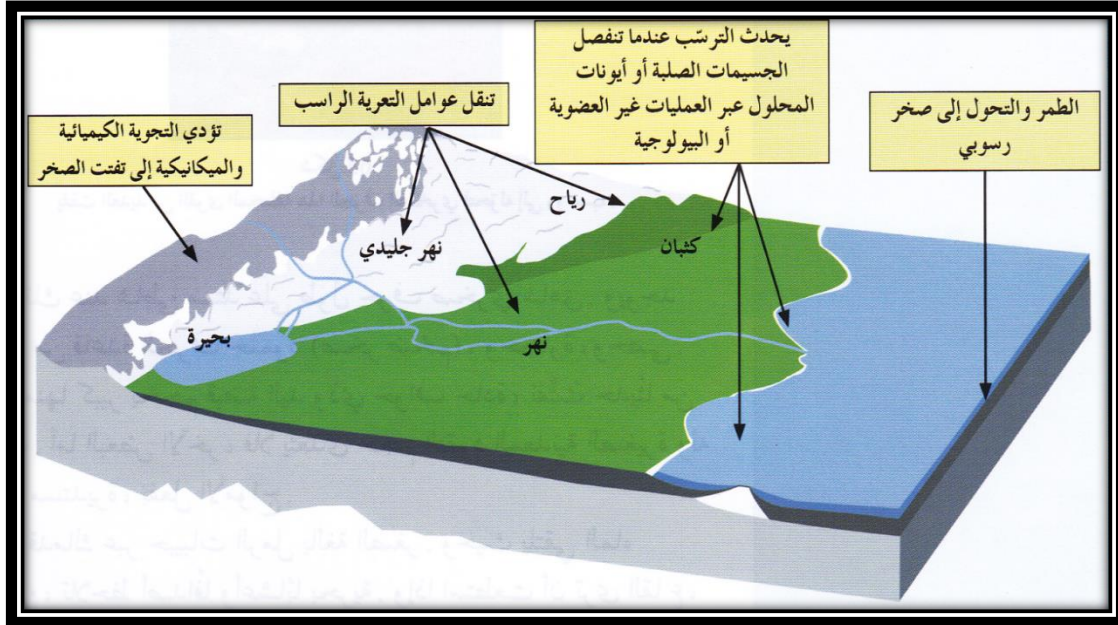 يحدث الترسّب عندما تنفصل
الجسيمات الصلبة أو أيونات
المحلول عبر العمليات غير العضوية
أو البيولوجية
تنقل عوامل التعرية الراسب
الطمر والتحول إلى صخر
رسوبي
تؤدي التجوية الكيميائية
والميكانيكية إلى تفتت الصخر
رياح
كثبان
نهر جليدي
نهر
بحيرة